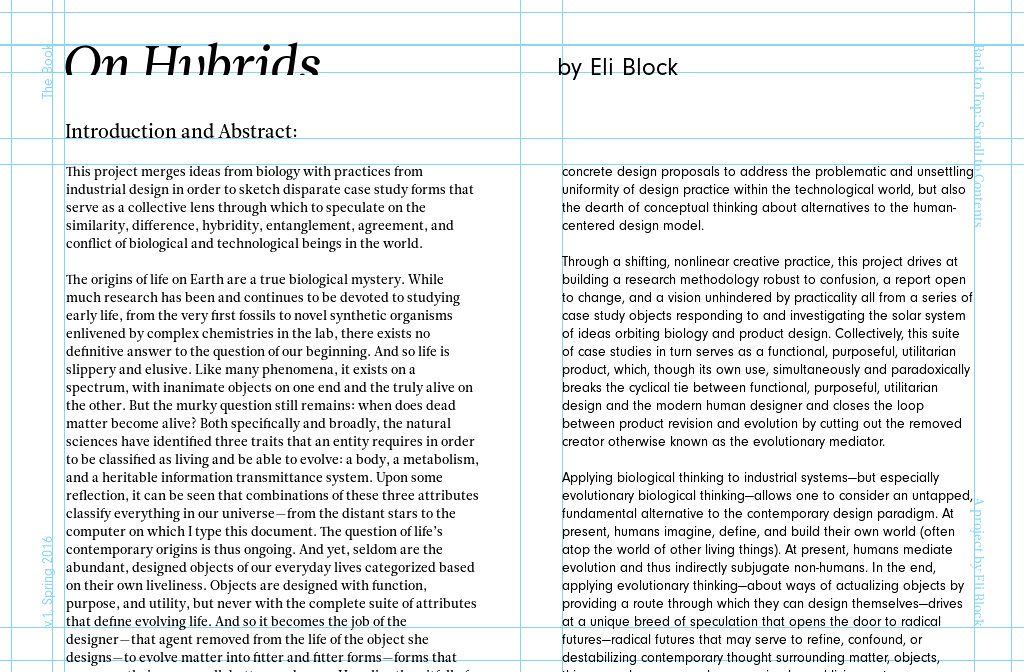 On Hybrids
by Eli Block
The Book
Back to Top: Scroll to Contents
Introduction and Abstract:
This project merges ideas from biology with practices from
industrial design in order to sketch disparate case study forms that
serve as a collective lens through which to speculate on the
similarity, difference, hybridity, entanglement, agreement, and
conflict of biological and technological beings in the world.
The origins of life on Earth are a true biological mystery. While
much research has been and continues to be devoted to studying
early life, from the very first fossils to novel synthetic organisms
enlivened by complex chemistries in the lab, there exists no
definitive answer to the question of our beginning. And so life is
slippery and elusive. Like many phenomena, it exists on a
spectrum, with inanimate objects on one end and the truly alive on
the other. But the murky question still remains: when does dead
matter become alive? Both specifically and broadly, the natural
sciences have identified three traits that an entity requires in order
to be classified as living and be able to evolve: a body, a metabolism,
and a heritable information transmittance system. Upon some
reflection, it can be seen that combinations of these three attributes
classify everything in our universe—from the distant stars to the
computer on which I type this document. The question of life's
contemporary origins is thus ongoing. And yet, seldom are the
abundant, designed objects of our everyday lives categorized based
on their own liveliness. Objects are designed with function,
purpose, and utility, but never with the complete suite of attributes
that define evolving life. And so it becomes the job of the
designer—that agent removed from the life of the object she
designs—to evolve matter into fitter and fitter forms—forms that
concrete design proposals to address the problematic and unsettling
uniformity of design practice within the technological world, but also
the dearth of conceptual thinking about alternatives to the human-
centered design model.
Through a shifting, nonlinear creative practice, this project drives at
building a research methodology robust to confusion, a report open
to change, and a vision unhindered by practicality all from a series of
case study objects responding to and investigating the solar system
of ideas orbiting biology and product design. Collectively, this suite
of case studies in turn serves as a functional, purposeful, utilitarian
product, which, though its own use, simultaneously and paradoxically
breaks the cyclical tie between functional, purposeful, utilitarian
design and the modern human designer and closes the loop
between product revision and evolution by cutting out the removed
creator otherwise known as the evolutionary mediator.
Applying biological thinking to industrial systems—but especially
evolutionary biological thinking—allows one to consider an untapped,
fundamental alternative to the contemporary design paradigm. At
present, humans imagine, define, and build their own world (often
atop the world of other living things). At present, humans mediate
evolution and thus indirectly subjugate non-humans. In the end,
applying evolutionary thinking—about ways of actualizing objects by
providing a route through which they can design themselves—drives
at a unique breed of speculation that opens the door to radical
futures—radical futures that may serve to refine, confound, or
destabilizing contemporary thought surrounding matter, objects,
v.1. Spring 2016
A project by Eli Block